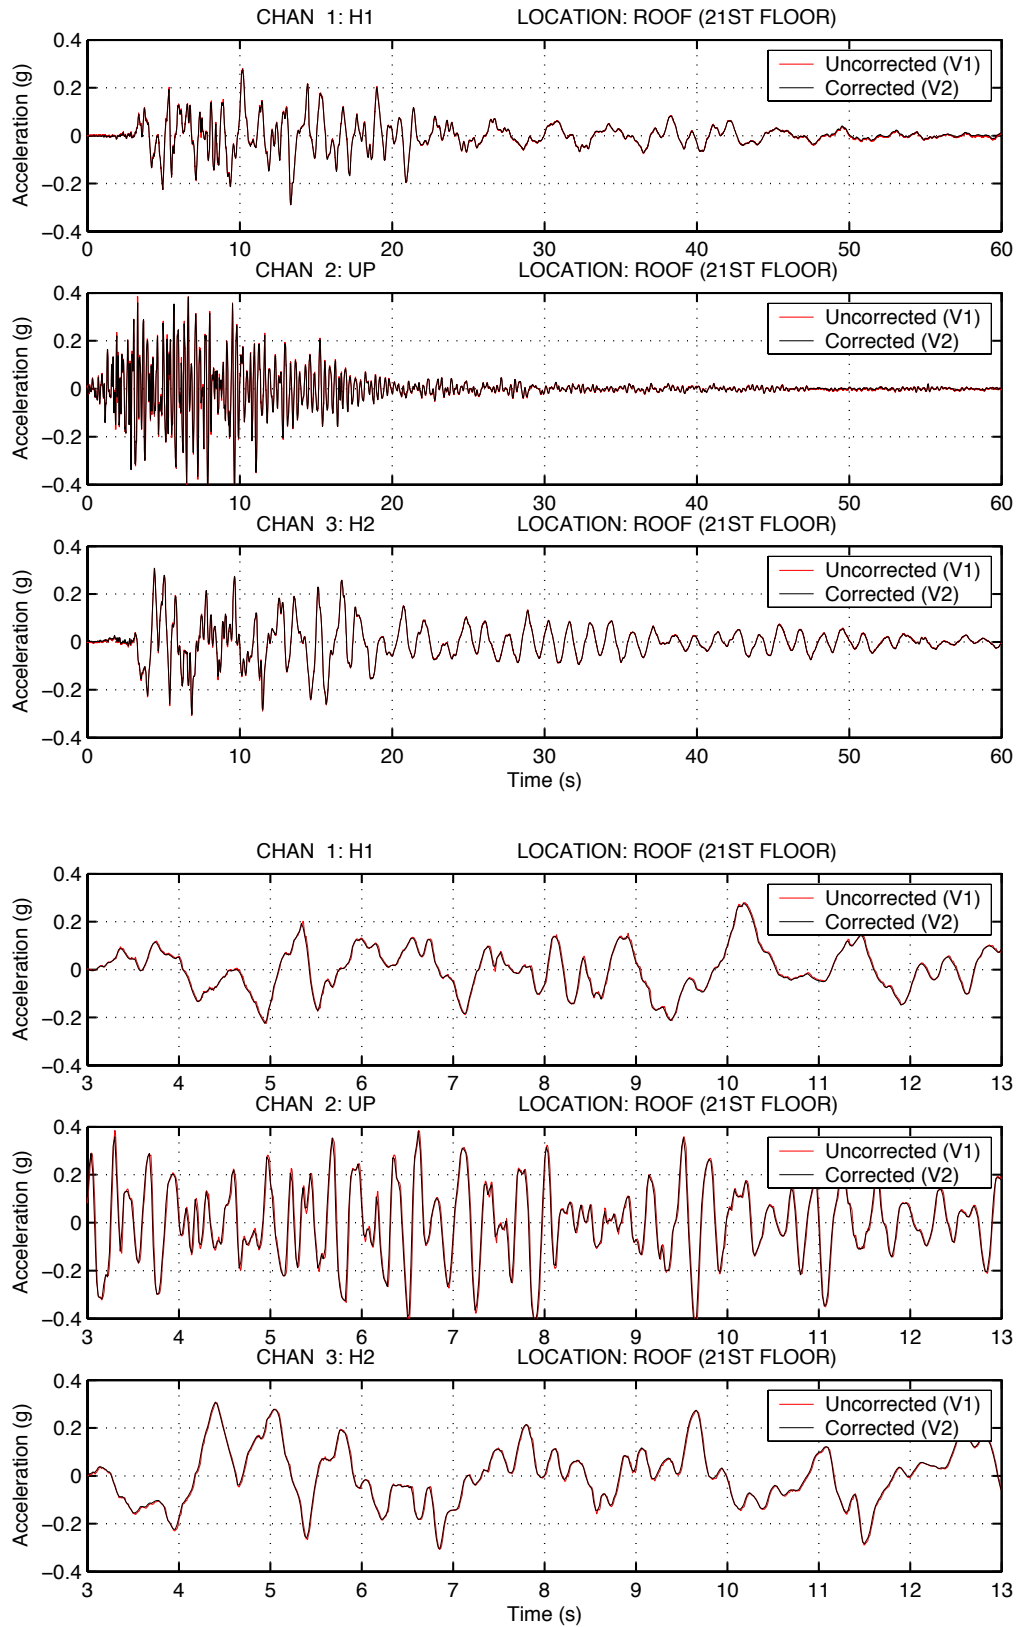 CHAN 1: H1 LOCATION: ROOF (21ST FLOOR)
Acceleration (g)
0.4
0.2
0
−0.2
−0.4
Uncorrected (V1)
Corrected (V2)
0 10 20 30 40 50 60
CHAN 2: UP LOCATION: ROOF (21ST FLOOR)
Acceleration (g)
0.4
0.2
0
−0.2
−0.4
Uncorrected (V1)
Corrected (V2)
0 10 20 30 40 50 60
CHAN 3: H2 LOCATION: ROOF (21ST FLOOR)
Acceleration (g)
0.4
0.2
0
−0.2
−0.4
Uncorrected (V1)
Corrected (V2)
0 10 20 30 40 50 60
Time (s)
CHAN 1: H1 LOCATION: ROOF (21ST FLOOR)
Acceleration (g)
0.4
0.2
0
−0.2
−0.4
Uncorrected (V1)
Corrected (V2)
3 4 5 6 7 8 9 10 11 12 13
CHAN 2: UP LOCATION: ROOF (21ST FLOOR)
Acceleration (g)
0.4
0.2
0
−0.2
−0.4
Uncorrected (V1)
Corrected (V2)
3 4 5 6 7 8 9 10 11 12 13
CHAN 3: H2 LOCATION: ROOF (21ST FLOOR)
Acceleration (g)
0.4
0.2
0
−0.2
−0.4
Uncorrected (V1)
Corrected (V2)
3 4 5 6 7 8 9 10 11 12 13
Time (s)